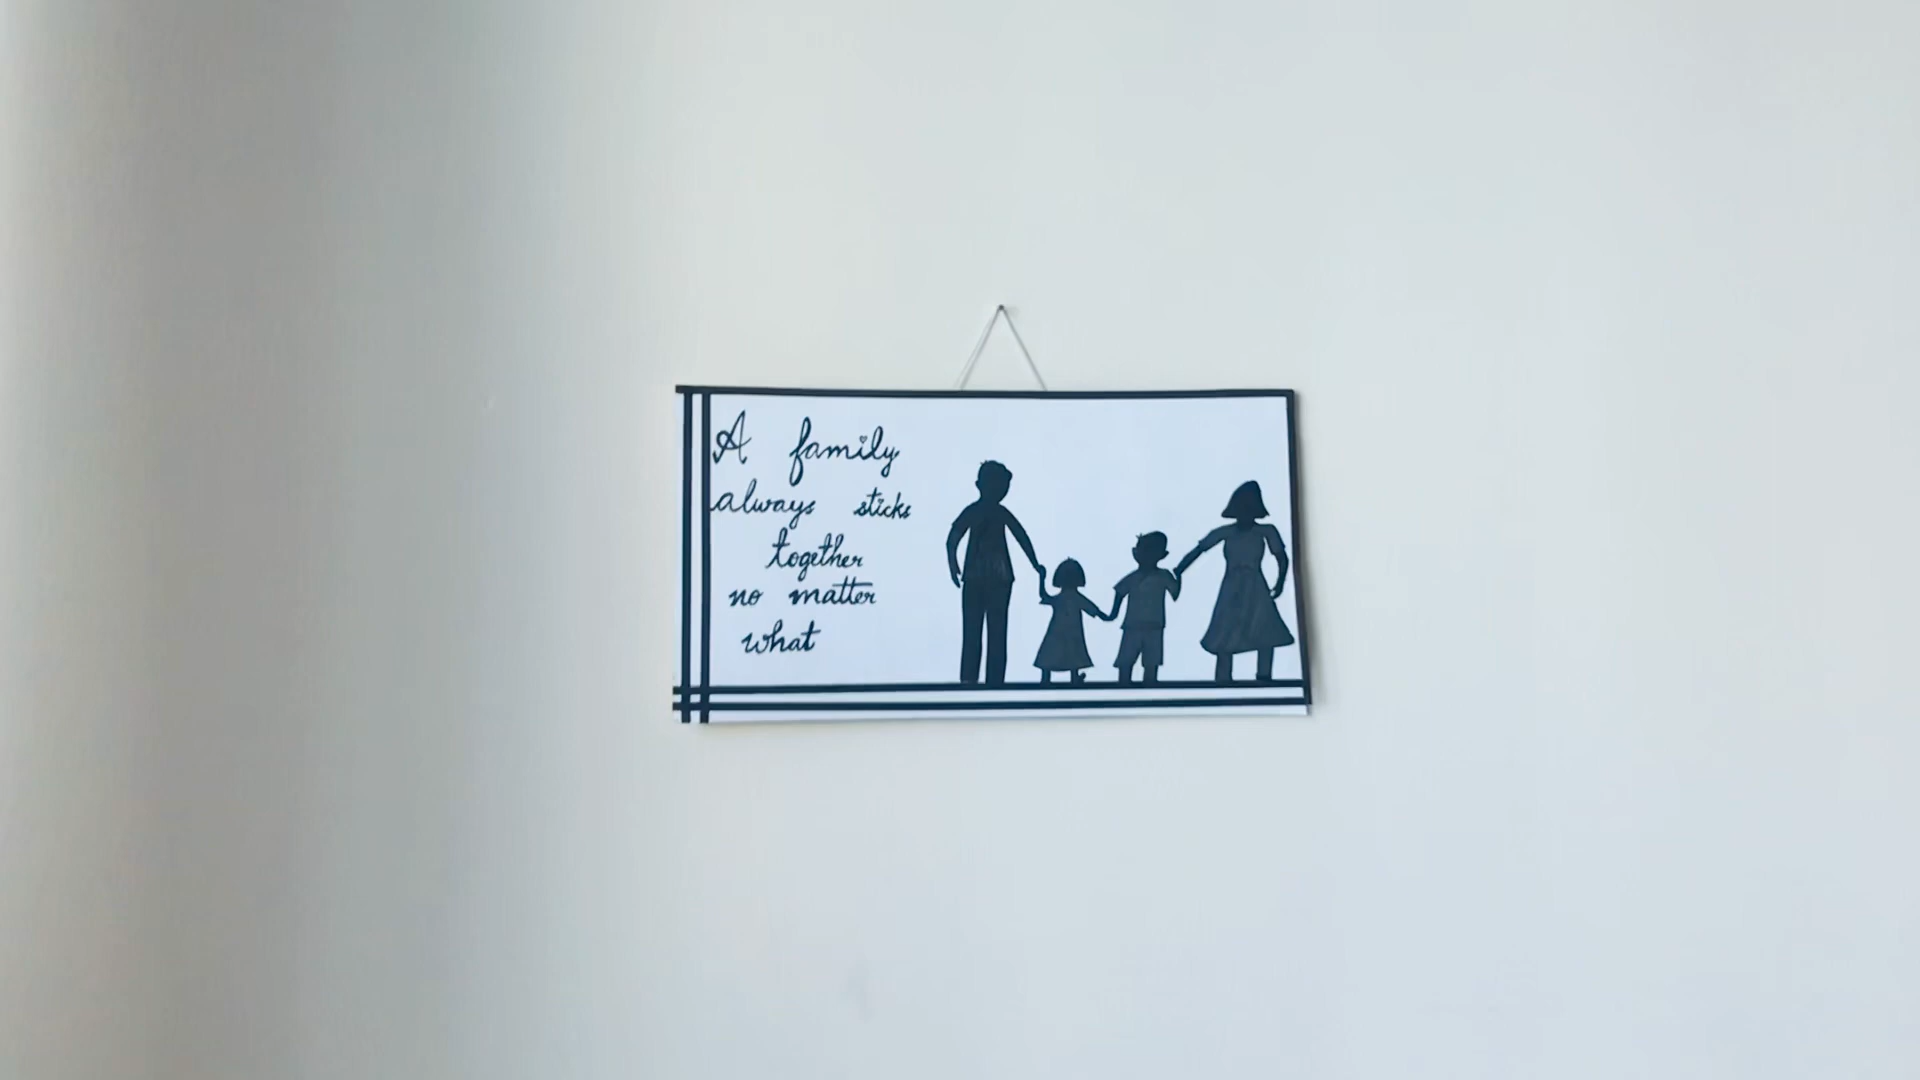 A family
always sticks
together
no matter
what